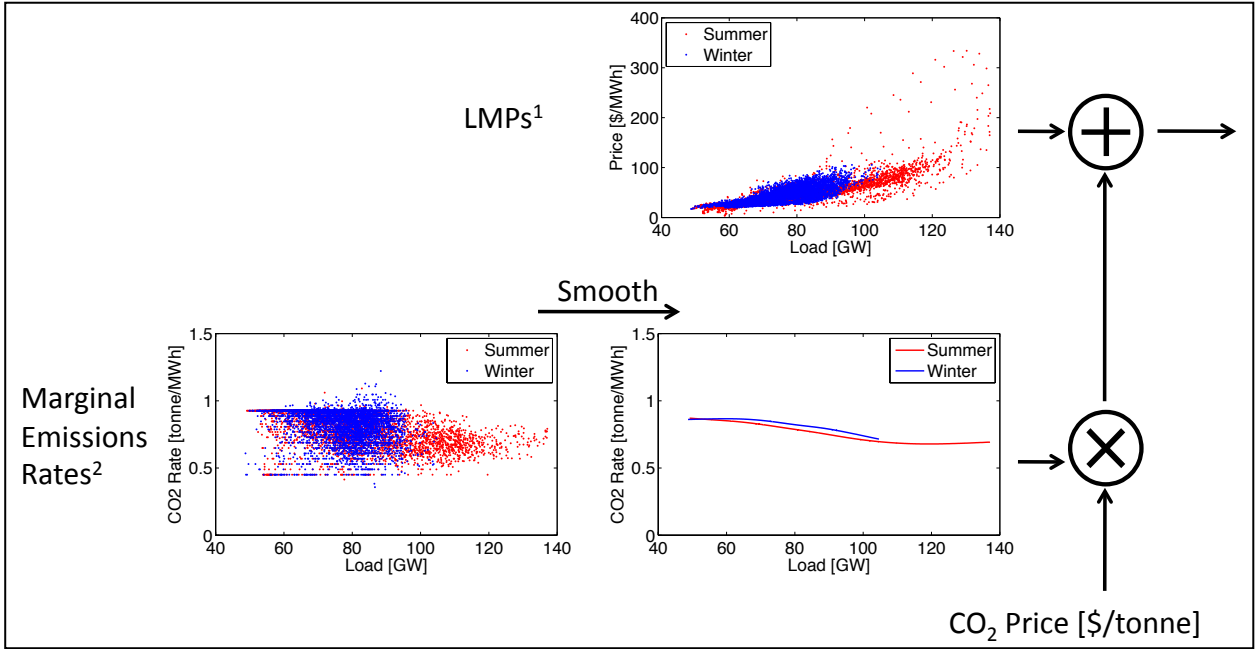 LMPs¹
400
300
200
100
0
Price [$/MWh]
Summer
Winter
40 60 80 100 120 140
Load [GW]
Smooth
Marginal
Emissions
Rates²
1.5
1
0.5
0
CO2 Rate [tonne/MWh]
Summer
Winter
40 60 80 100 120 140
Load [GW]
1.5
1
0.5
0
CO2 Rate [tonne/MWh]
Summer
Winter
40 60 80 100 120 140
Load [GW]
CO₂ Price [$/tonne]